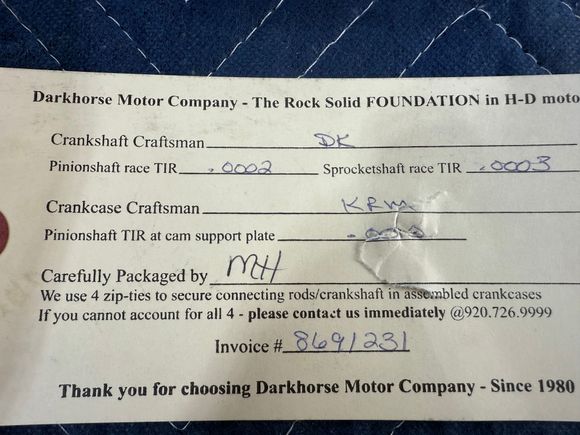 Darkhorse Motor Company - The Rock Solid FOUNDATION in H-D moto
Crankshaft Craftsman DK
Pinionshaft race TIR .0002 Sprocketshaft race TIR .0003
Crankcase Craftsman KRM
Pinionshaft TIR at cam support plate
Carefully Packaged by MH
We use 4 zip-ties to secure connecting rods/crankshaft in assembled crankcases
If you cannot account for all 4 - please contact us immediately @920.726.9999
Invoice # 8691231
Thank you for choosing Darkhorse Motor Company - Since 1980